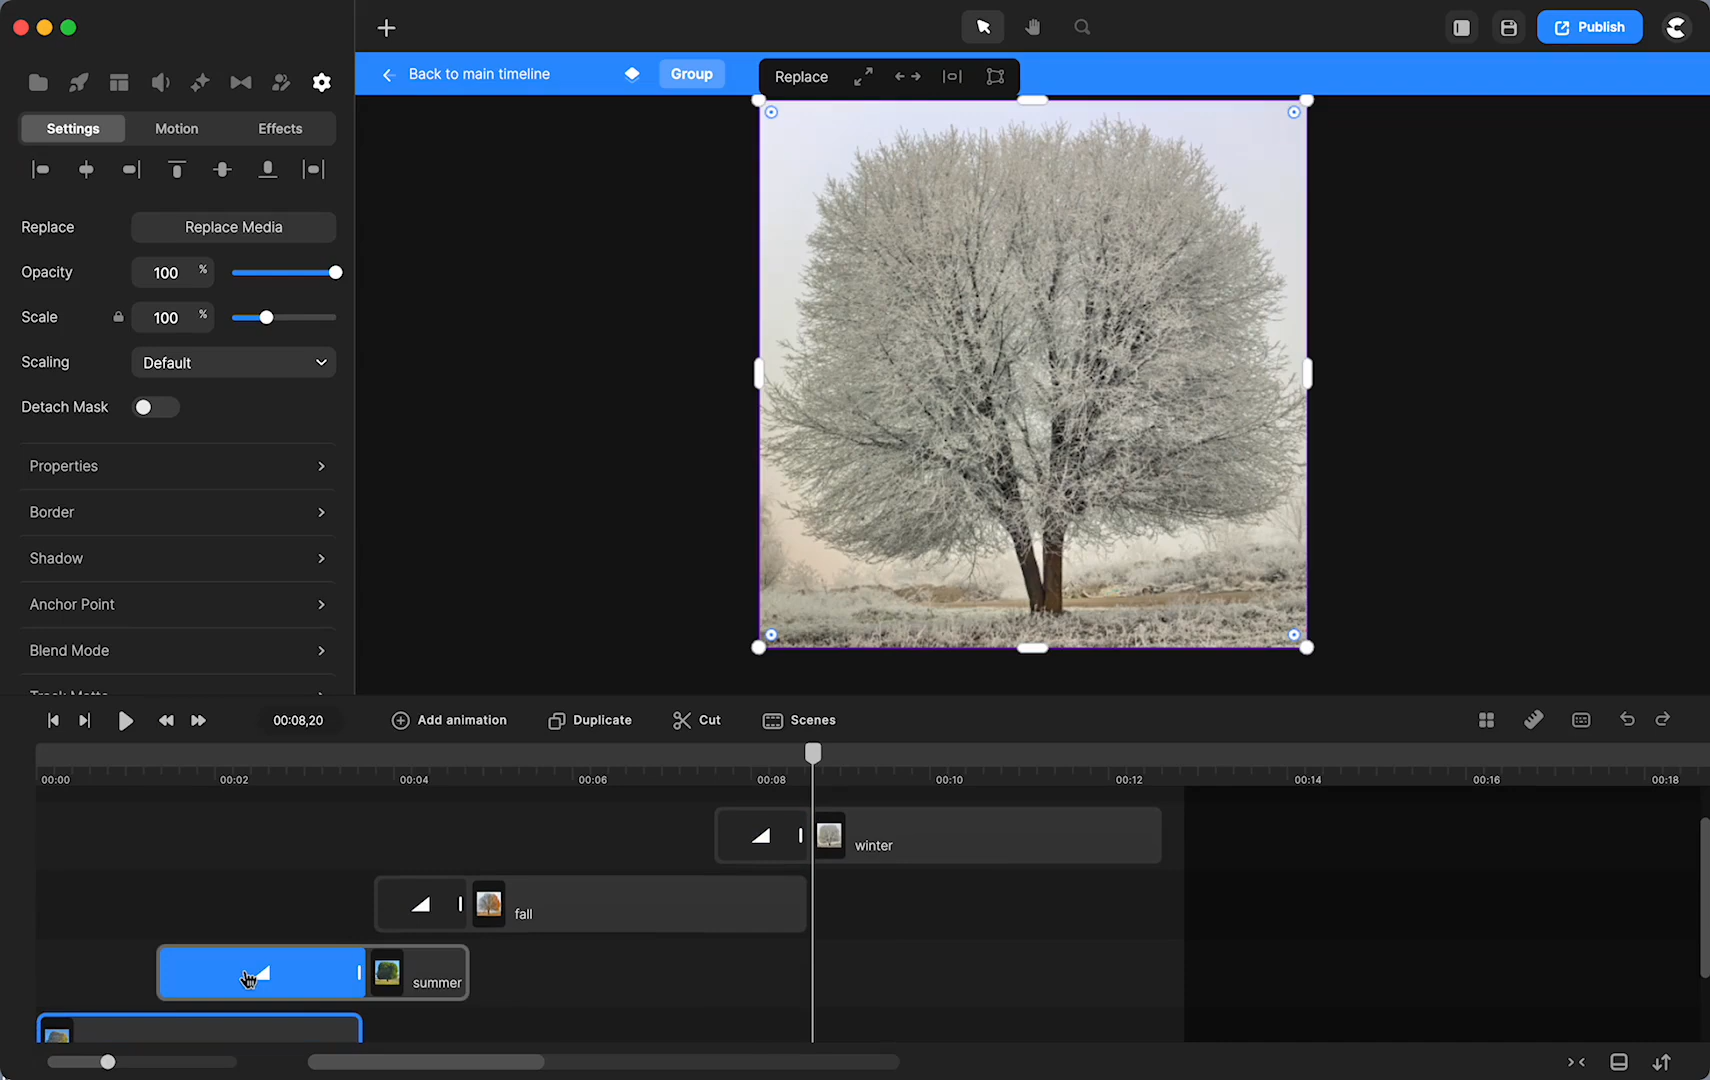 Publish
Back to main timeline
Group
Replace
Settings
Motion
Effects
Replace
Replace Media
Opacity
100 %
Scale
100 %
Scaling
Default
Detach Mask
Properties
Border
Shadow
Anchor Point
Blend Mode
Track Matte
00:08,20
Add animation
Duplicate
Cut
Scenes
00:00
00:02
00:04
00:06
00:08
00:10
00:12
00:14
00:16
00:18
winter
fall
summer